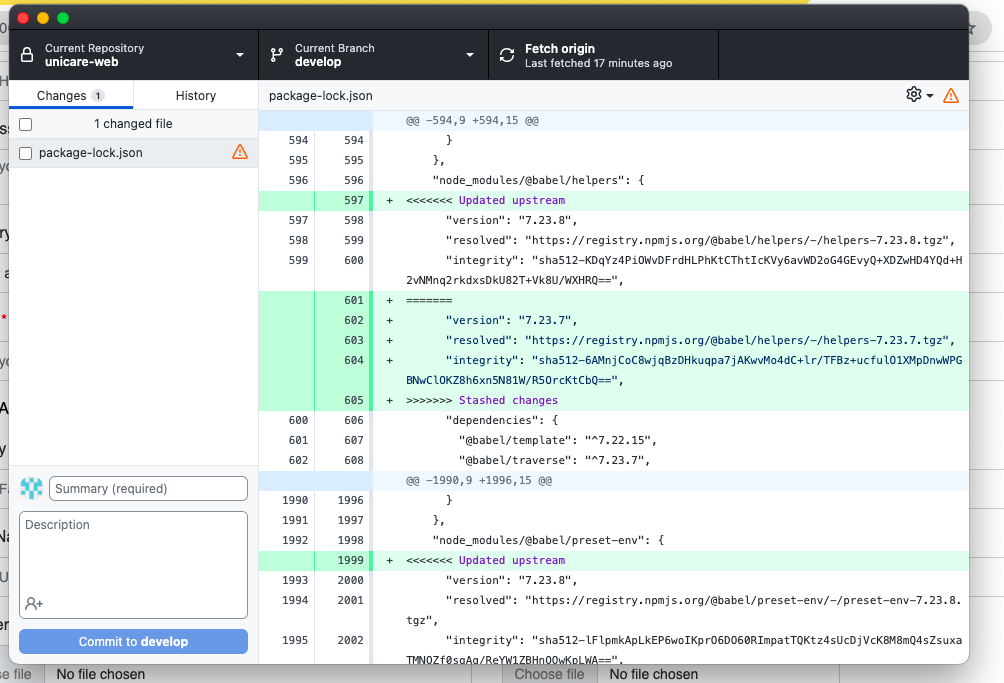 Current Repository
unicare-web
Current Branch
develop
Fetch origin
Last fetched 17 minutes ago
Changes 1
History
package-lock.json
1 changed file
package-lock.json
@@ -594,9 +594,15 @@
594 594 }
595 595 },
596 596 "node_modules/@babel/helpers": {
597 + <<<<<<< Updated upstream
597 598 "version": "7.23.8",
598 599 "resolved": "https://registry.npmjs.org/@babel/helpers/-/helpers-7.23.8.tgz",
599 600 "integrity": "sha512-KDqYz4PiOWvDFrdHLPhKtCThtIcKVy6avWD2oG4GEvyQ+XDZwHD4YQd+H
2vNMnq2rkdxsDkU82T+Vk8U/WXHRQ==",
601 + =======
602 + "version": "7.23.7",
603 + "resolved": "https://registry.npmjs.org/@babel/helpers/-/helpers-7.23.7.tgz",
604 + "integrity": "sha512-6AMnjCoC8wjqBzDHkuqpa7jAKwvMo4dC+lr/TFBz+ucfulO1XMpDnwWPG
BNwClOKZ8h6xn5N81W/R5OrcKtCbQ==",
605 + >>>>>>> Stashed changes
600 606 "dependencies": {
601 607 "@babel/template": "^7.22.15",
602 608 "@babel/traverse": "^7.23.7",
@@ -1990,9 +1996,15 @@
1990 1996 }
1991 1997 },
1992 1998 "node_modules/@babel/preset-env": {
1999 + <<<<<<< Updated upstream
1993 2000 "version": "7.23.8",
1994 2001 "resolved": "https://registry.npmjs.org/@babel/preset-env/-/preset-env-7.23.8.
tgz",
1995 2002 "integrity": "sha512-lFlpmkApLkEP6woIKprO6DO60RImpatTQKtz4sUcDjVcK8M8mQ4sZsuxa
TMNOZf0sqAq/ReYW1ZBHnQQwKpLWA==",
Summary (required)
Description
Commit to develop
No file chosen
Choose file
No file chosen